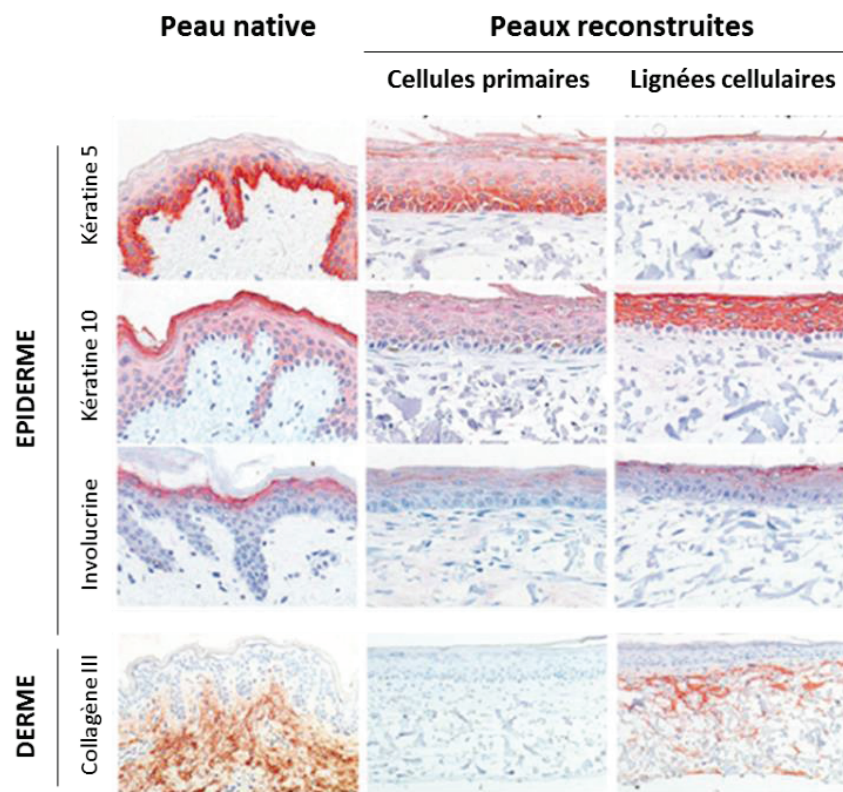 Peau native
Peaux reconstruites
Cellules primaires
Lignées cellulaires
EPIDERME
Kératine 5
Kératine 10
Involucrine
DERME
Collagène III